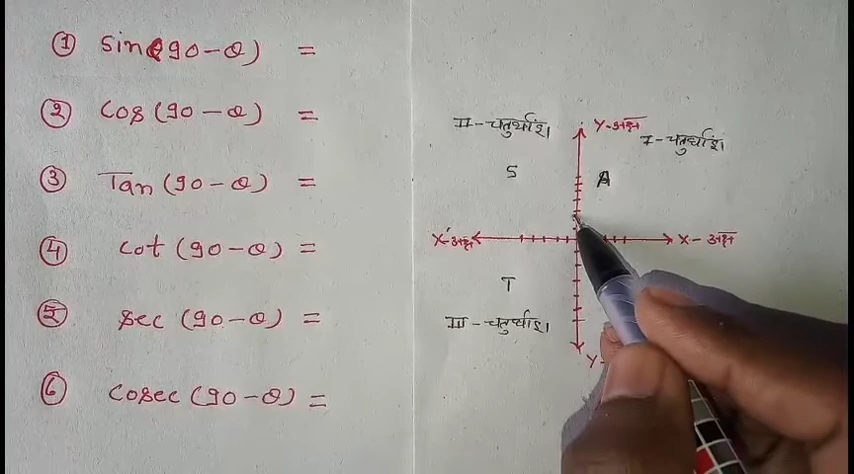 ① sin(90-θ) =
② cos(90-θ) =
③ Tan(90-θ) =
④ cot(90-θ) =
⑤ sec(90-θ) =
⑥ cosec(90-θ) =
Y-अक्ष
II-चतुर्थांश
I-चतुर्थांश
S
A
X'-अक्ष
X-अक्ष
T
III-चतुर्थांश
Y-